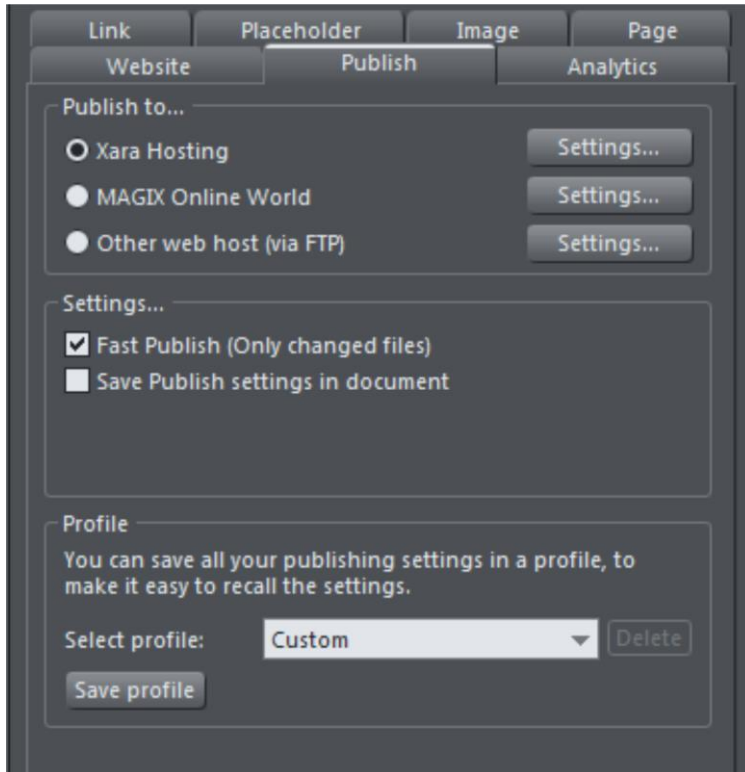 Link Placeholder Image Page
Website Publish Analytics
Publish to...
Xara Hosting Settings...
MAGIX Online World Settings...
Other web host (via FTP) Settings...
Settings...
Fast Publish (Only changed files)
Save Publish settings in document
Profile
You can save all your publishing settings in a profile, to
make it easy to recall the settings.
Select profile: Custom Delete
Save profile